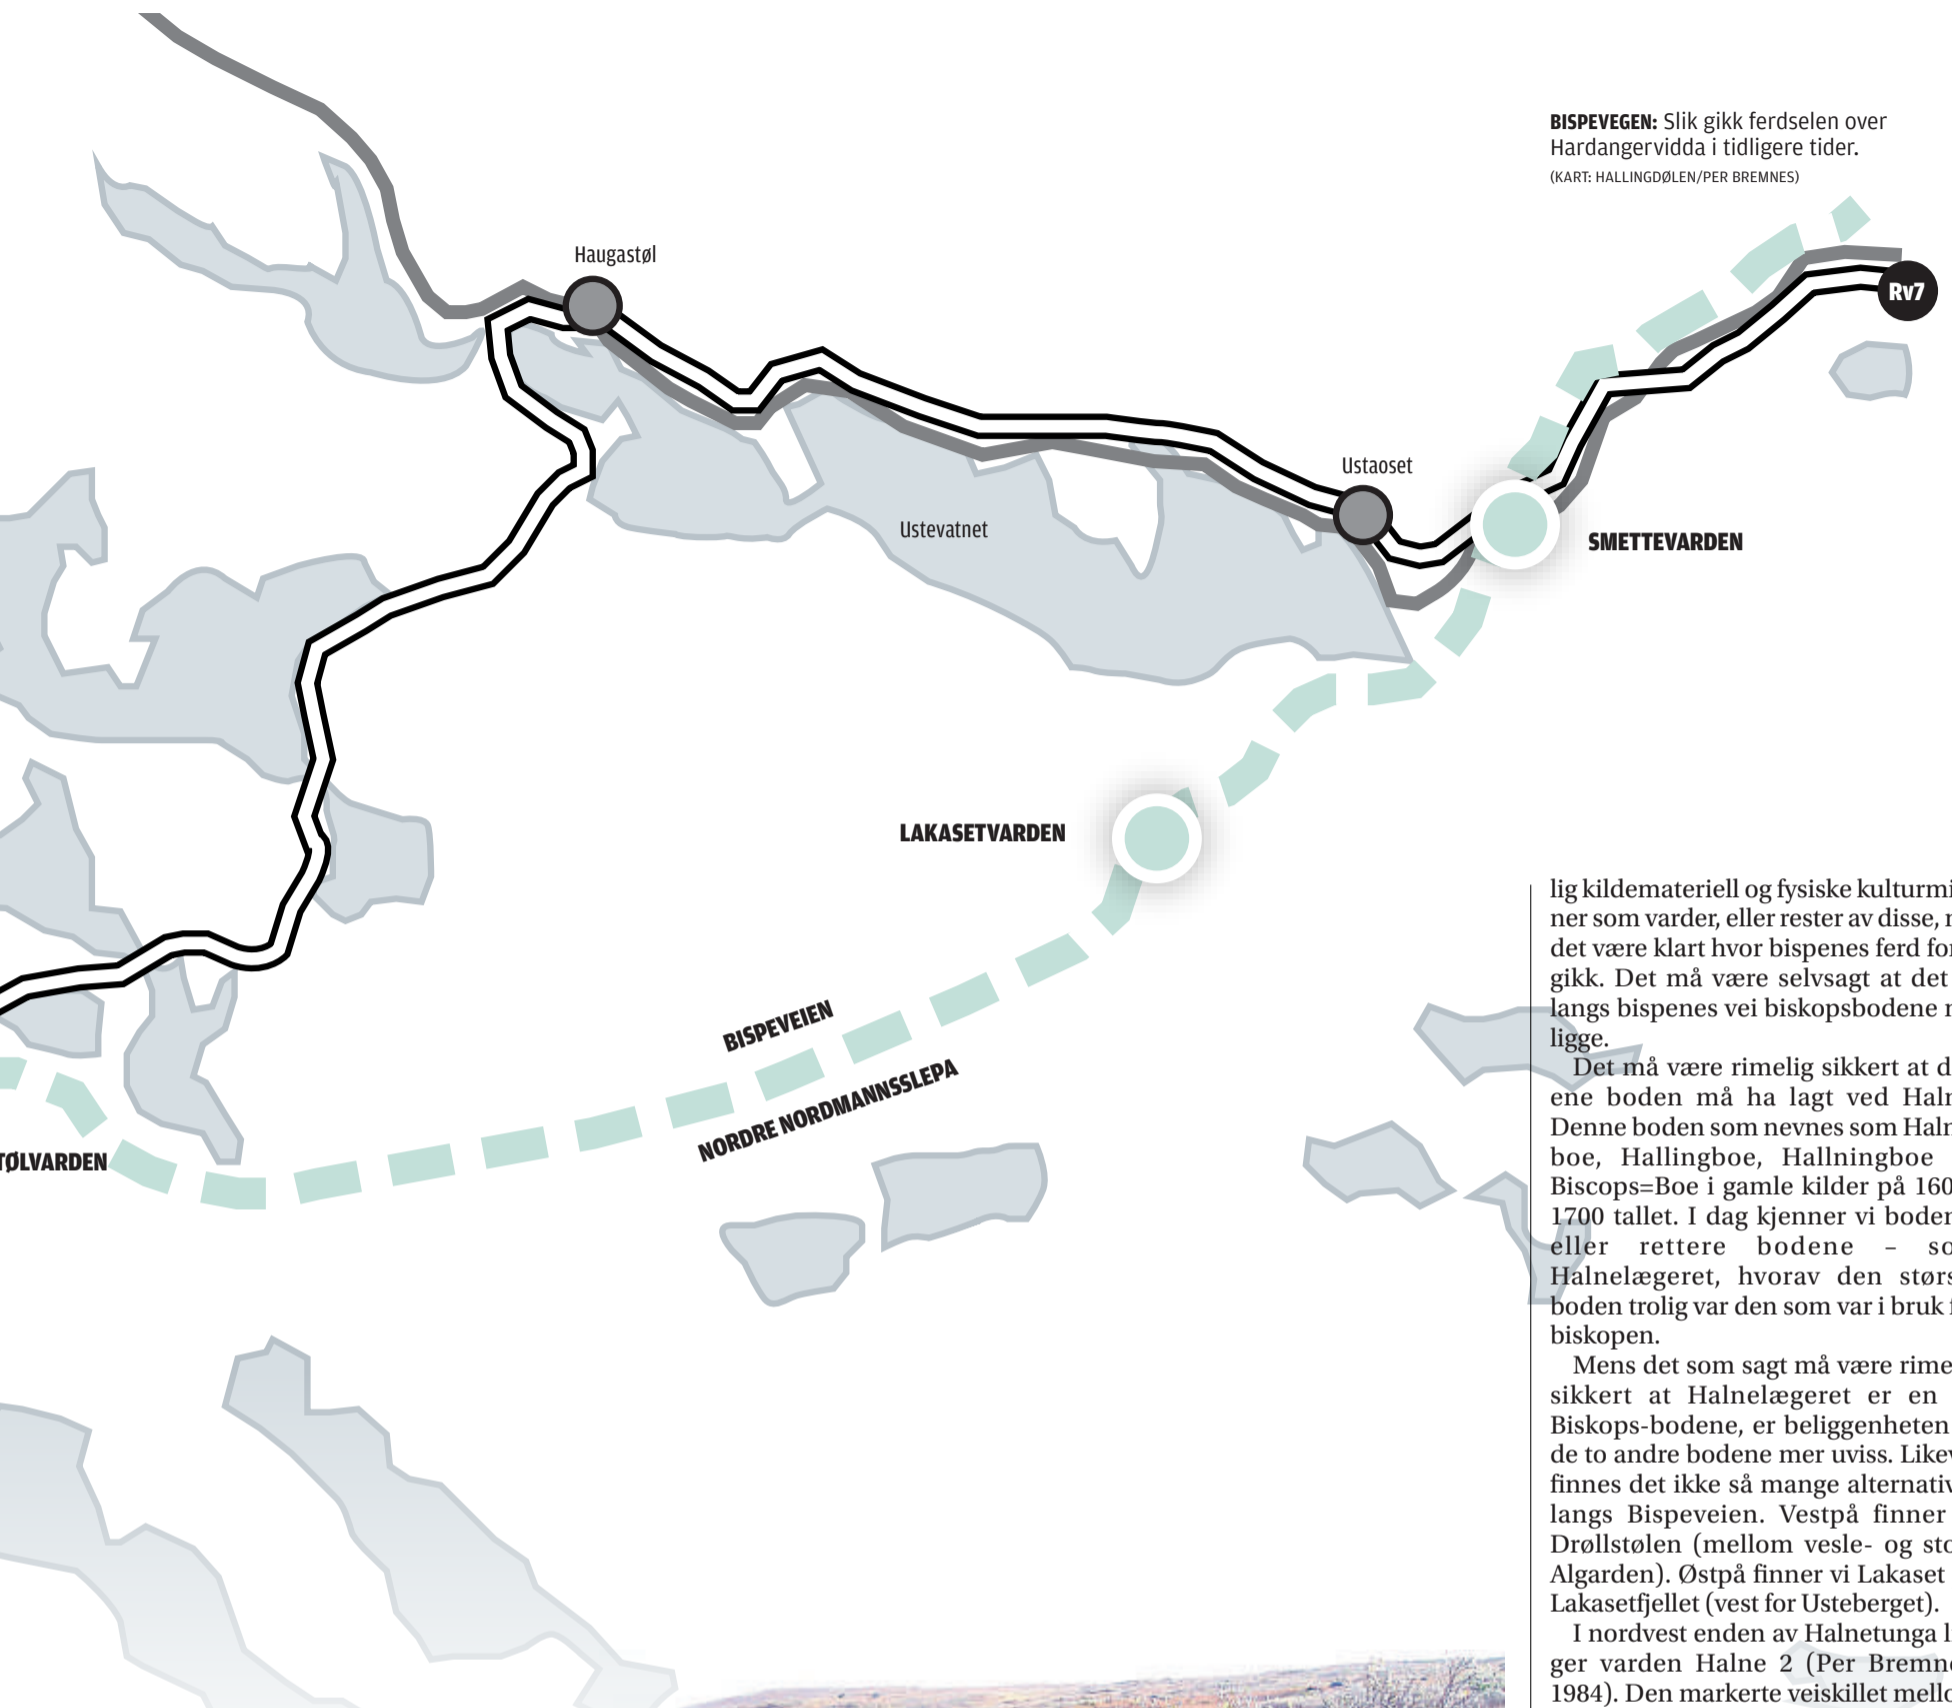 BISPEVEGEN: Slik gikk ferdselen over
Hardangervidda i tidligere tider.
(KART: HALLINGDØLEN/PER BREMNES)
Haugastøl
Rv7
Ustaoset
Ustevatnet
SMETTEVARDEN
LAKASETVARDEN
BISPEVEIEN
NORDRE NORDMANNSSLEPA
TØLVARDEN
lig kildemateriell og fysiske kulturmi
ner som varder, eller rester av disse,
det være klart hvor bispenes ferd for
gikk. Det må være selvsagt at det
langs bispenes vei biskopsbodene
ligge.
Det må være rimelig sikkert at d
ene boden må ha lagt ved Haln
Denne boden som nevnes som Haln
boe, Hallingboe, Hallningboe
Biscops=Boe i gamle kilder på 160
1700 tallet. I dag kjenner vi boden
eller rettere bodene – so
Halnelægeret, hvorav den størs
boden trolig var den som var i bruk
biskopen.
Mens det som sagt må være rime
sikkert at Halnelægeret er en
Biskops-bodene, er beliggenheten
de to andre bodene mer uviss. Likev
finnes det ikke så mange alternativ
langs Bispeveien. Vestpå finner
Drøllstølen (mellom vesle- og sto
Algarden). Østpå finner vi Lakaset
Lakasetfjellet (vest for Usteberget).
I nordvest enden av Halnetunga li
ger varden Halne 2 (Per Bremne
1984). Den markerte veiskillet melle